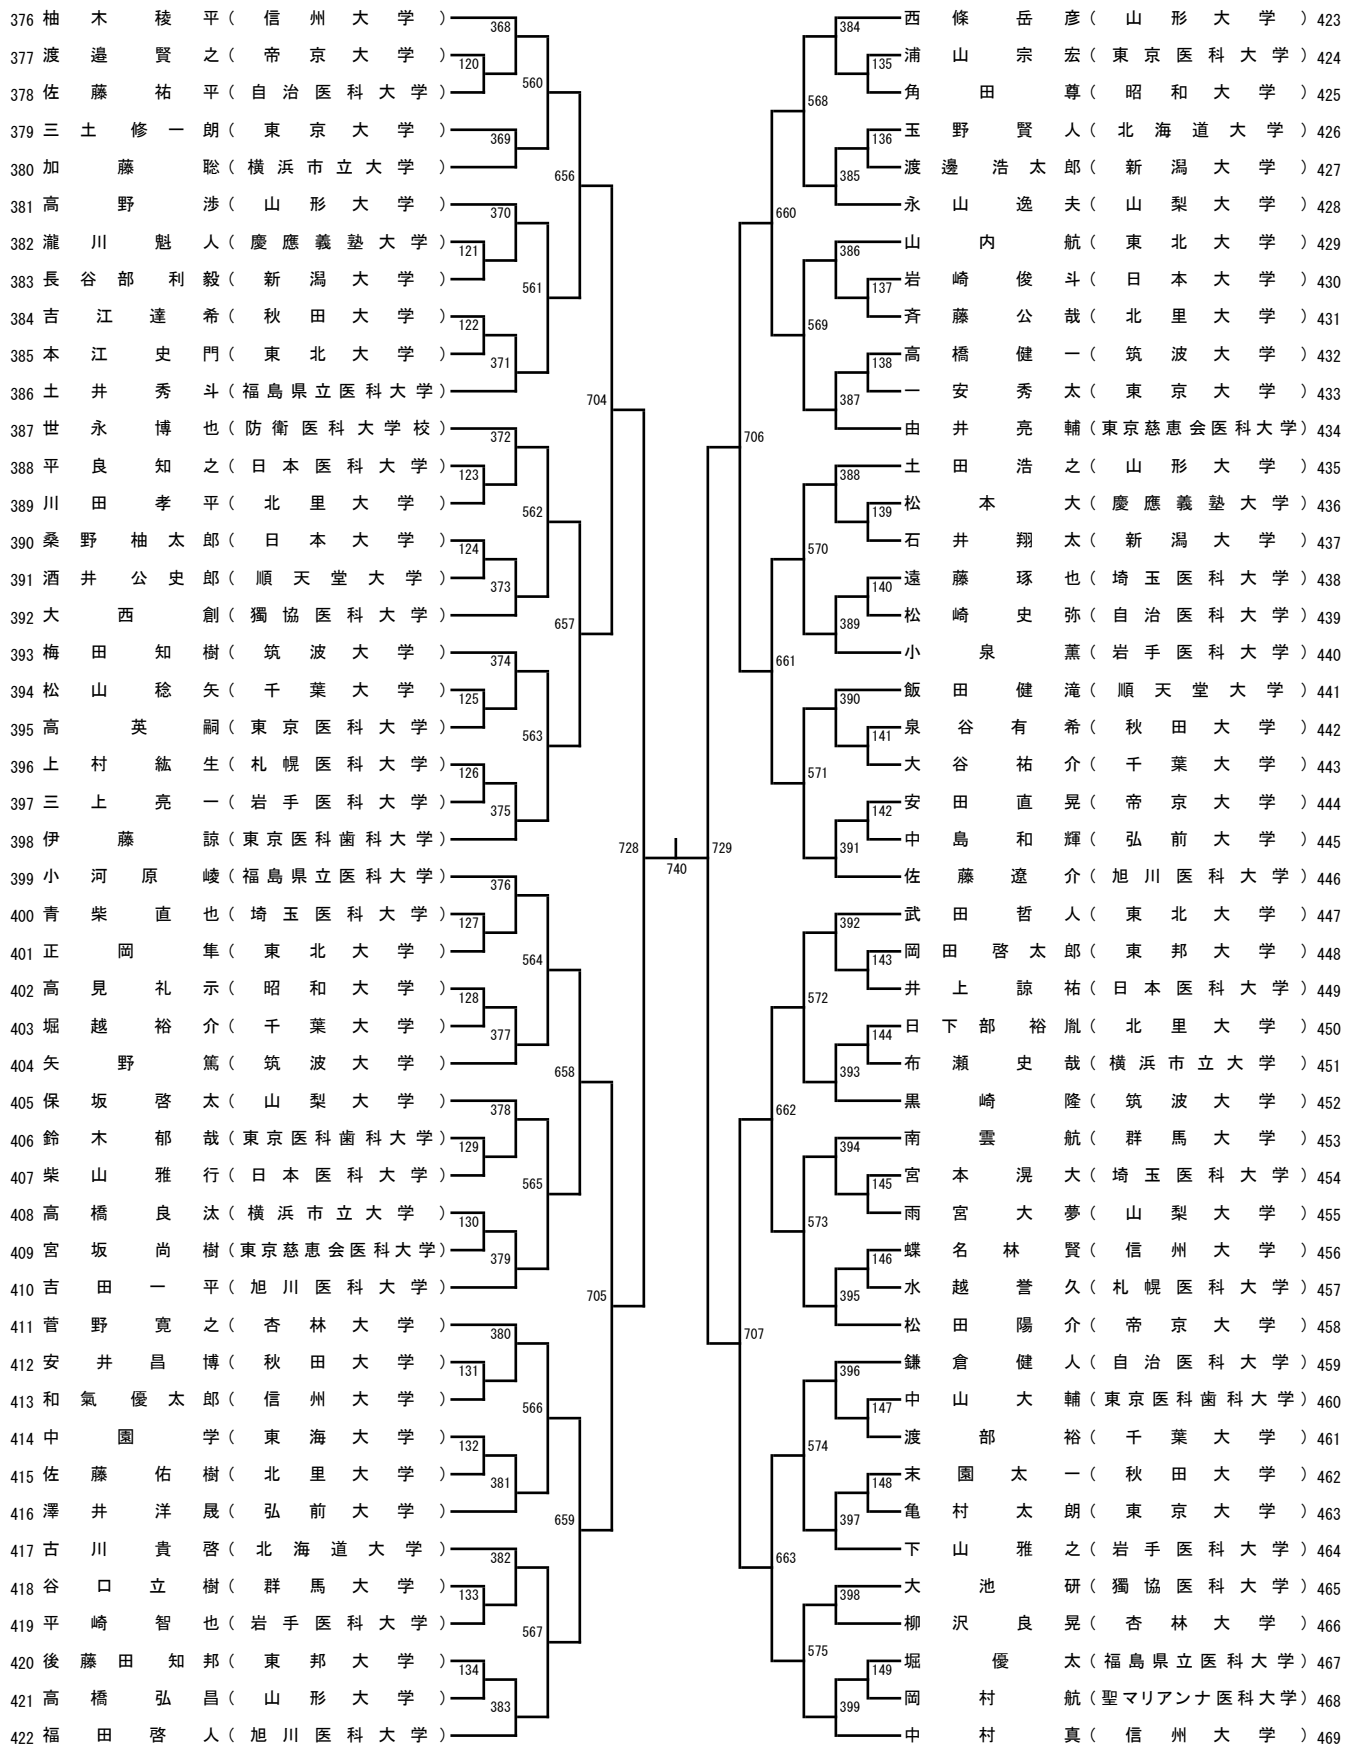 376 柚木稜平(信州大学)
377 渡邉賢之(帝京大学)
378 佐藤祐平(自治医科大学)
379 三土修一朗(東京大学)
380 加藤聡(横浜市立大学)
381 高野渉(山形大学)
382 瀧川魁人(慶應義塾大学)
383 長谷部利毅(新潟大学)
384 吉江達希(秋田大学)
385 本江史門(東北大学)
386 土井秀斗(福島県立医科大学)
387 世永博也(防衛医科大学校)
388 平良知之(日本医科大学)
389 川田孝平(北里大学)
390 桑野柚太郎(日本大学)
391 酒井公史郎(順天堂大学)
392 大西創(獨協医科大学)
393 梅田知樹(筑波大学)
394 松山稔矢(千葉大学)
395 高英嗣(東京医科大学)
396 上村紘生(札幌医科大学)
397 三上亮一(岩手医科大学)
398 伊藤諒(東京医科歯科大学)
399 小河原崚(福島県立医科大学)
400 青柴直也(埼玉医科大学)
401 正岡隼(東北大学)
402 高見礼示(昭和大学)
403 堀越裕介(千葉大学)
404 矢野篤(筑波大学)
405 保坂啓太(山梨大学)
406 鈴木郁哉(東京医科歯科大学)
407 柴山雅行(日本医科大学)
408 高橋良汰(横浜市立大学)
409 宮坂尚樹(東京慈恵会医科大学)
410 吉田一平(旭川医科大学)
411 菅野寛之(杏林大学)
412 安井昌博(秋田大学)
413 和氣優太郎(信州大学)
414 中園学(東海大学)
415 佐藤佑樹(北里大学)
416 澤井洋晟(弘前大学)
417 古川貴啓(北海道大学)
418 谷口立樹(群馬大学)
419 平崎智也(岩手医科大学)
420 後藤田知邦(東邦大学)
421 高橋弘昌(山形大学)
422 福田啓人(旭川医科大学)
368
120
560
369
656
370
121
561
122
371
704
372
123
562
124
373
657
374
125
563
126
375
728
376
127
564
128
377
658
378
129
565
130
379
705
380
131
566
132
381
659
382
133
567
134
383
740
729
384
135
568
136
385
660
386
137
569
138
387
706
388
139
570
140
389
661
390
141
571
142
391
392
143
572
144
393
662
394
145
573
146
395
707
396
147
574
148
397
663
398
575
149
399
西條岳彦(山形大学) 423
浦山宗宏(東京医科大学) 424
角田尊(昭和大学) 425
玉野賢人(北海道大学) 426
渡邊浩太郎(新潟大学) 427
永山逸夫(山梨大学) 428
山内航(東北大学) 429
岩崎俊斗(日本大学) 430
斉藤公哉(北里大学) 431
高橋健一(筑波大学) 432
一安秀太(東京大学) 433
由井亮輔(東京慈恵会医科大学) 434
土田浩之(山形大学) 435
松本大(慶應義塾大学) 436
石井翔太(新潟大学) 437
遠藤琢也(埼玉医科大学) 438
松崎史弥(自治医科大学) 439
小泉薫(岩手医科大学) 440
飯田健滝(順天堂大学) 441
泉谷有希(秋田大学) 442
大谷祐介(千葉大学) 443
安田直晃(帝京大学) 444
中島和輝(弘前大学) 445
佐藤遼介(旭川医科大学) 446
武田哲人(東北大学) 447
岡田啓太郎(東邦大学) 448
井上諒祐(日本医科大学) 449
日下部裕胤(北里大学) 450
布瀬史哉(横浜市立大学) 451
黒崎隆(筑波大学) 452
南雲航(群馬大学) 453
宮本滉大(埼玉医科大学) 454
雨宮大夢(山梨大学) 455
蝶名林賢(信州大学) 456
水越誉久(札幌医科大学) 457
松田陽介(帝京大学) 458
鎌倉健人(自治医科大学) 459
中山大輔(東京医科歯科大学) 460
渡部裕(千葉大学) 461
末園太一(秋田大学) 462
亀村太朗(東京大学) 463
下山雅之(岩手医科大学) 464
大池研(獨協医科大学) 465
柳沢良晃(杏林大学) 466
堀優太(福島県立医科大学) 467
岡村航(聖マリアンナ医科大学) 468
中村真(信州大学) 469